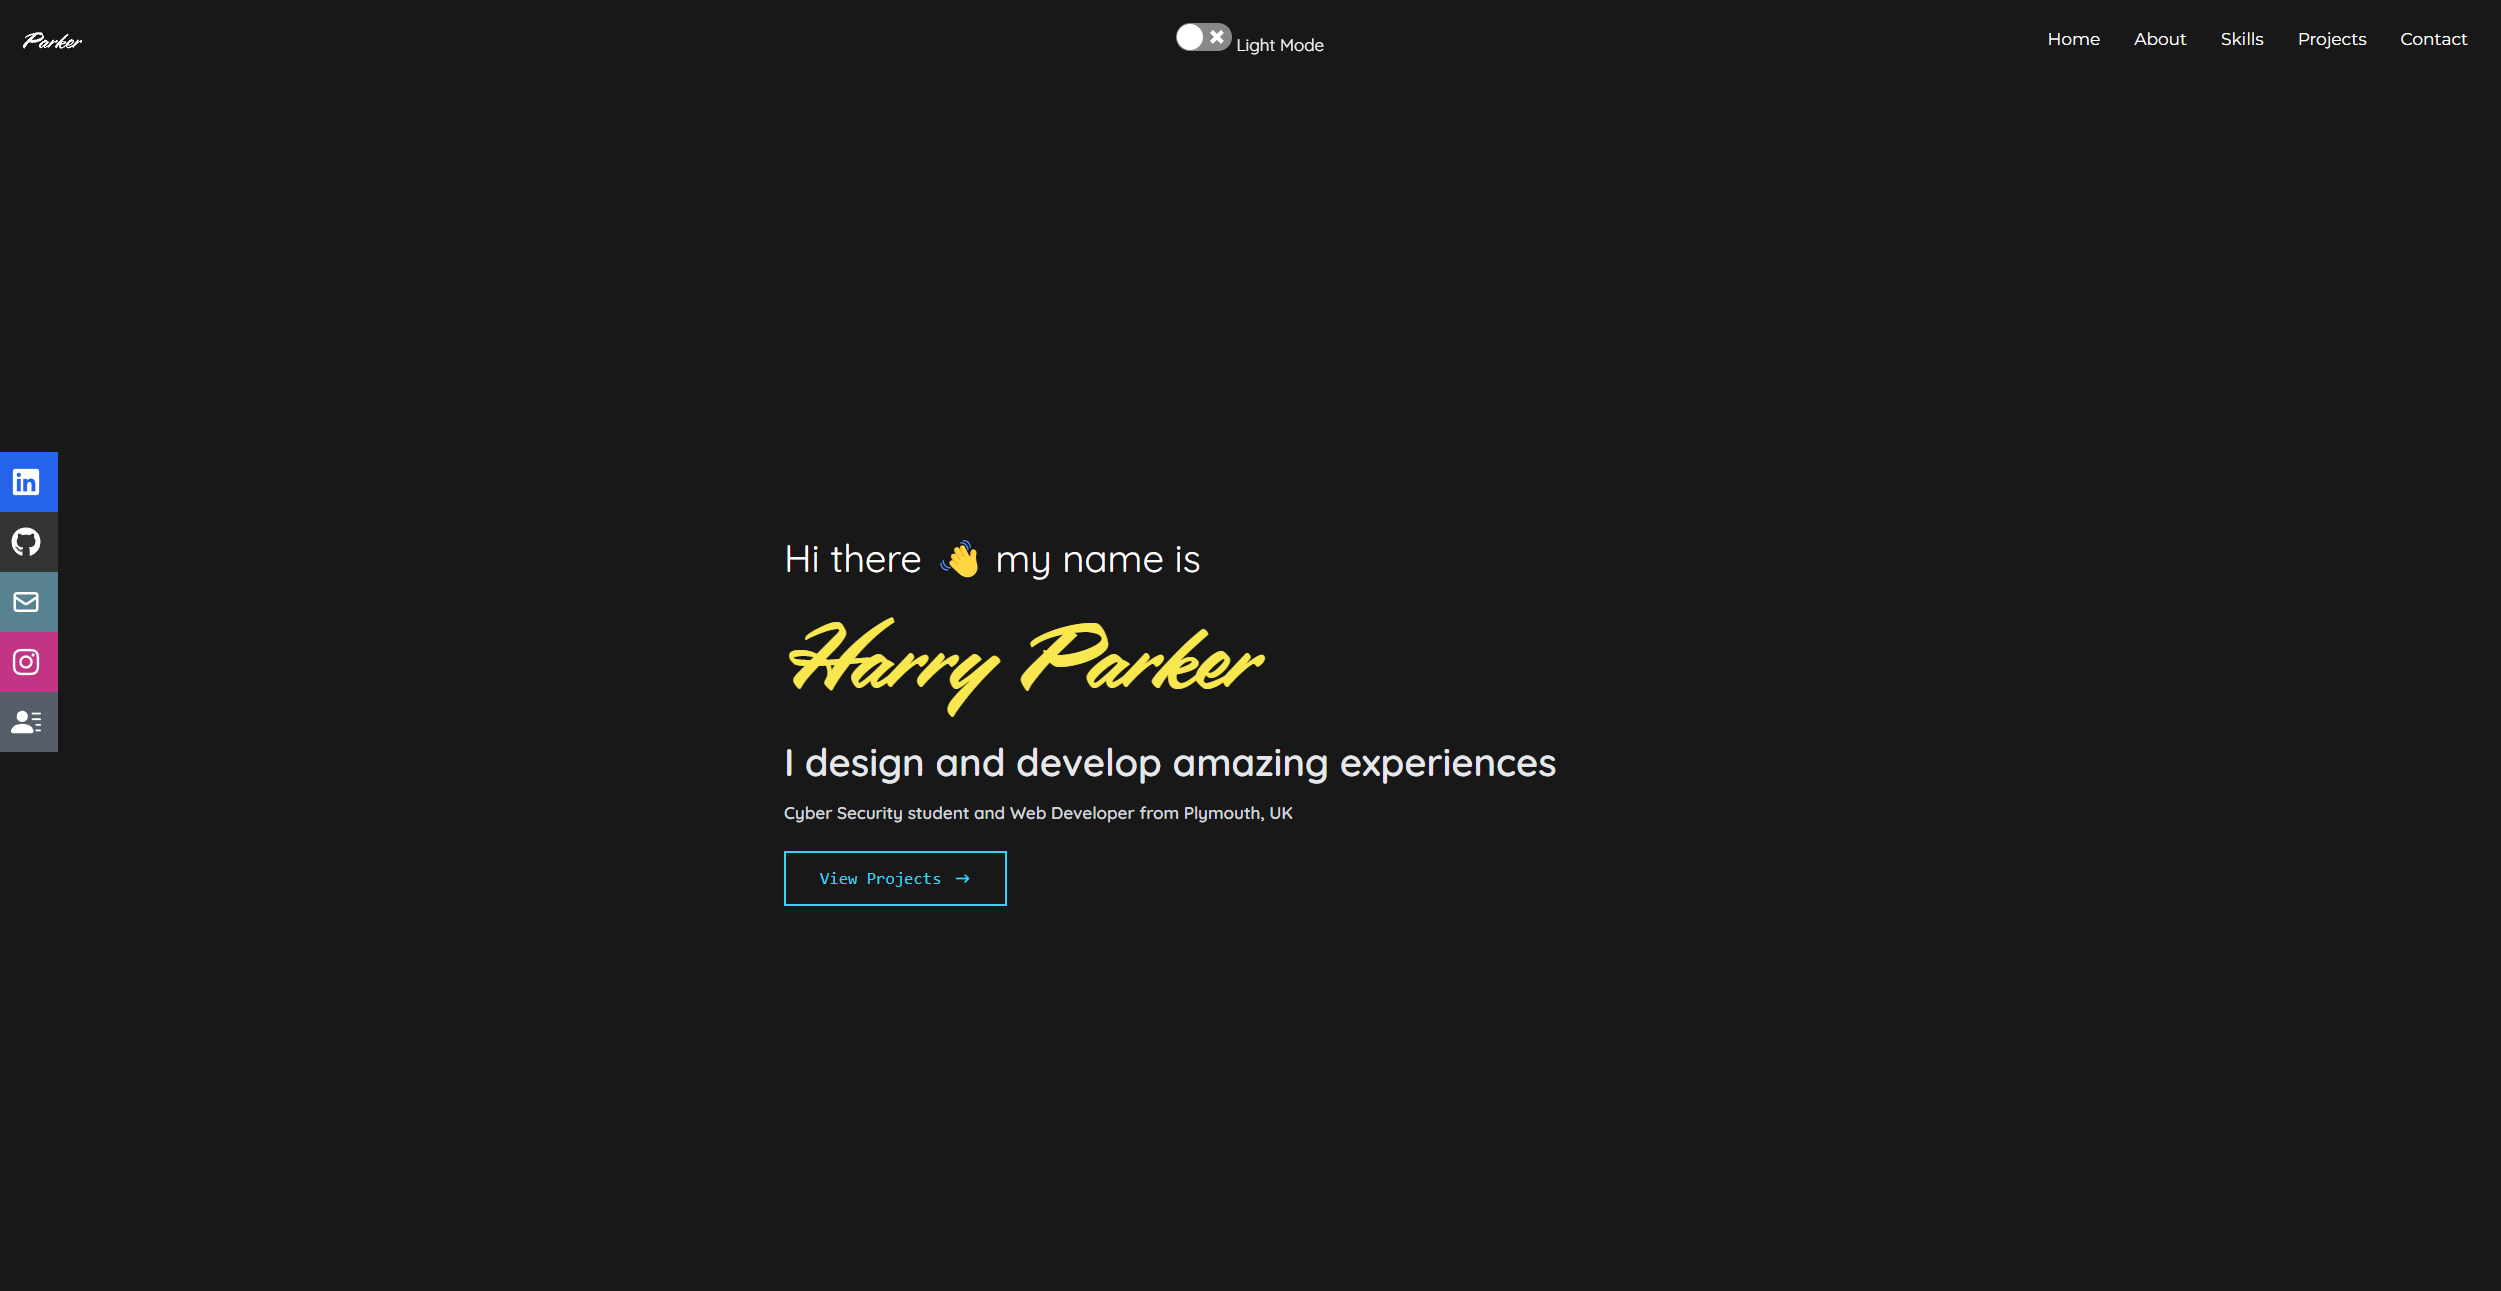 Parker
Light Mode
Home
About
Skills
Projects
Contact
in
Hi there 👋 my name is
Harry Parker
I design and develop amazing experiences
Cyber Security student and Web Developer from Plymouth, UK
View Projects →